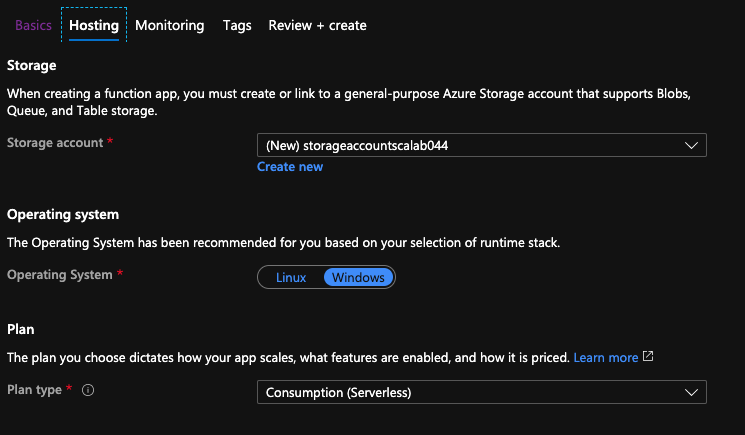 Basics Hosting Monitoring Tags Review + create
Storage
When creating a function app, you must create or link to a general-purpose Azure Storage account that supports Blobs,
Queue, and Table storage.
Storage account * (New) storageaccountscalab044
Create new
Operating system
The Operating System has been recommended for you based on your selection of runtime stack.
Operating System * Linux Windows
Plan
The plan you choose dictates how your app scales, what features are enabled, and how it is priced. Learn more
Plan type * Consumption (Serverless)